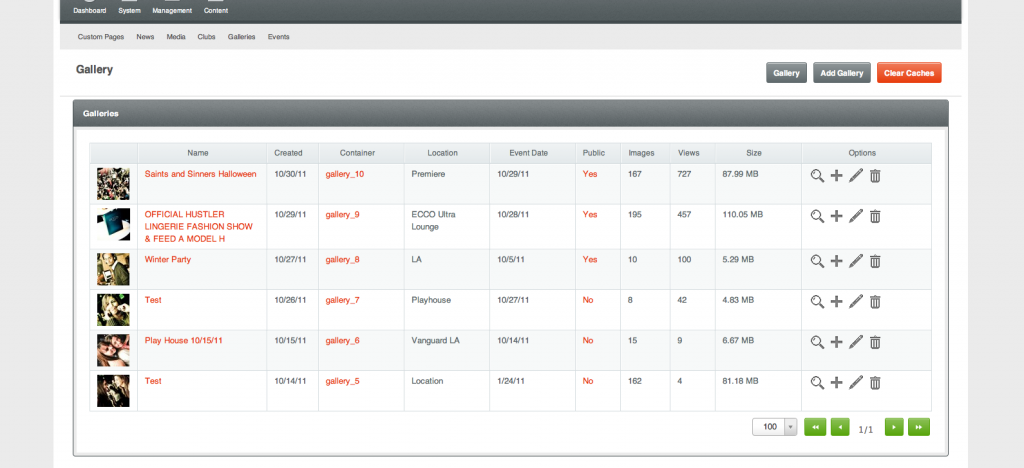 Dashboard System Management Content
Custom Pages News Media Clubs Galleries Events
Gallery
Gallery Add Gallery Clear Caches
Galleries
Name Created Container Location Event Date Public Images Views Size Options
Saints and Sinners Halloween 10/30/11 gallery_10 Premiere 10/29/11 Yes 167 727 87.99 MB
OFFICIAL HUSTLER 10/29/11 gallery_9 ECCO Ultra 10/28/11 Yes 195 457 110.05 MB
LINGERIE FASHION SHOW Lounge
& FEED A MODEL H
Winter Party 10/27/11 gallery_8 LA 10/5/11 Yes 10 100 5.29 MB
Test 10/26/11 gallery_7 Playhouse 10/27/11 No 8 42 4.83 MB
Play House 10/15/11 10/15/11 gallery_6 Vanguard LA 10/14/11 No 15 9 6.67 MB
Test 10/14/11 gallery_5 Location 1/24/11 No 162 4 81.18 MB
100 1/1